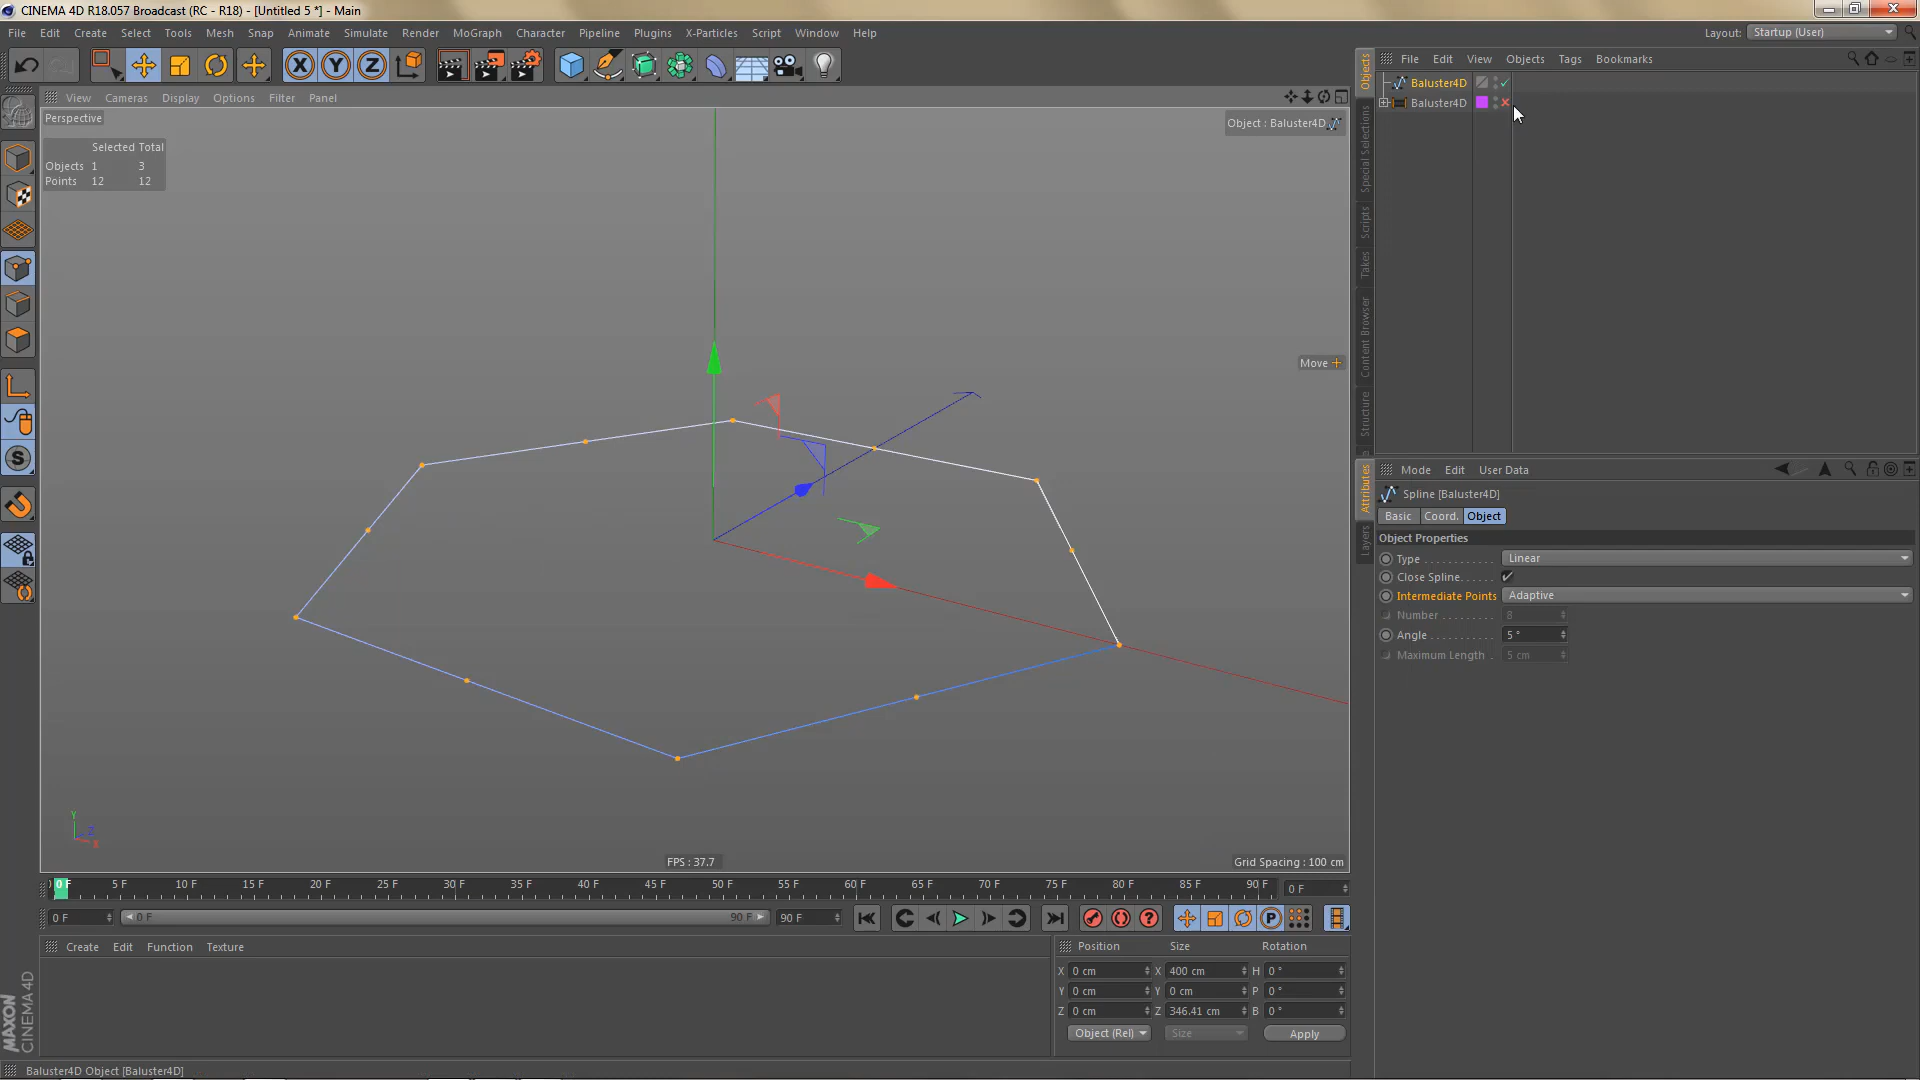 CINEMA 4D R18.057 Broadcast (RC - R18) - [Untitled 5 *] - Main
File Edit Create Select Tools Mesh Snap Animate Simulate Render MoGraph Character Pipeline Plugins X-Particles Script Window Help
Layout: Startup (User)
X Y Z
View Cameras Display Options Filter Panel
Perspective
Object : Baluster4D
Selected Total
Objects 1 3
Points 12 12
Move
Y
Z
X
FPS : 37.7
Grid Spacing : 100 cm
0 F 5 F 10 F 15 F 20 F 25 F 30 F 35 F 40 F 45 F 50 F 55 F 60 F 65 F 70 F 75 F 80 F 85 F 90 F 0 F
0 F 0 F 90 F 90 F
P
Create Edit Function Texture
MAXON
CINEMA 4D
Position Size Rotation
X 0 cm X 400 cm H 0 °
Y 0 cm Y 0 cm P 0 °
Z 0 cm Z 346.41 cm B 0 °
Object (Rel) Size Apply
Baluster4D Object [Baluster4D]
Objects
Special Selections
Scripts
Takes
Content Browser
Structure
Attributes
Layers
File Edit View Objects Tags Bookmarks
Baluster4D
Baluster4D
Mode Edit User Data
Spline [Baluster4D]
Basic Coord. Object
Object Properties
Type . . . . . . . . . . . . Linear
Close Spline. . . . . .
Intermediate Points Adaptive
Number . . . . . . . . . 8
Angle . . . . . . . . . . . 5 °
Maximum Length . 5 cm